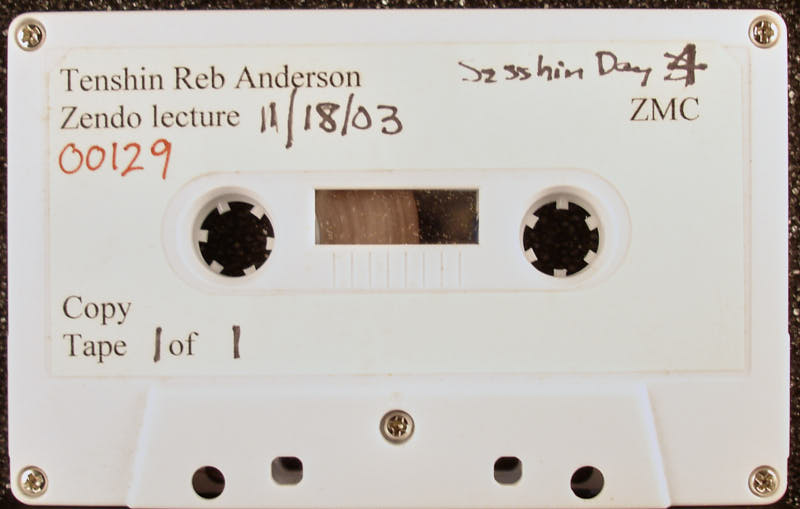 Tenshin Reb Anderson
Sesshin Day 4
Zendo lecture 11/18/03
ZMC
00129
Copy
Tape 1 of 1